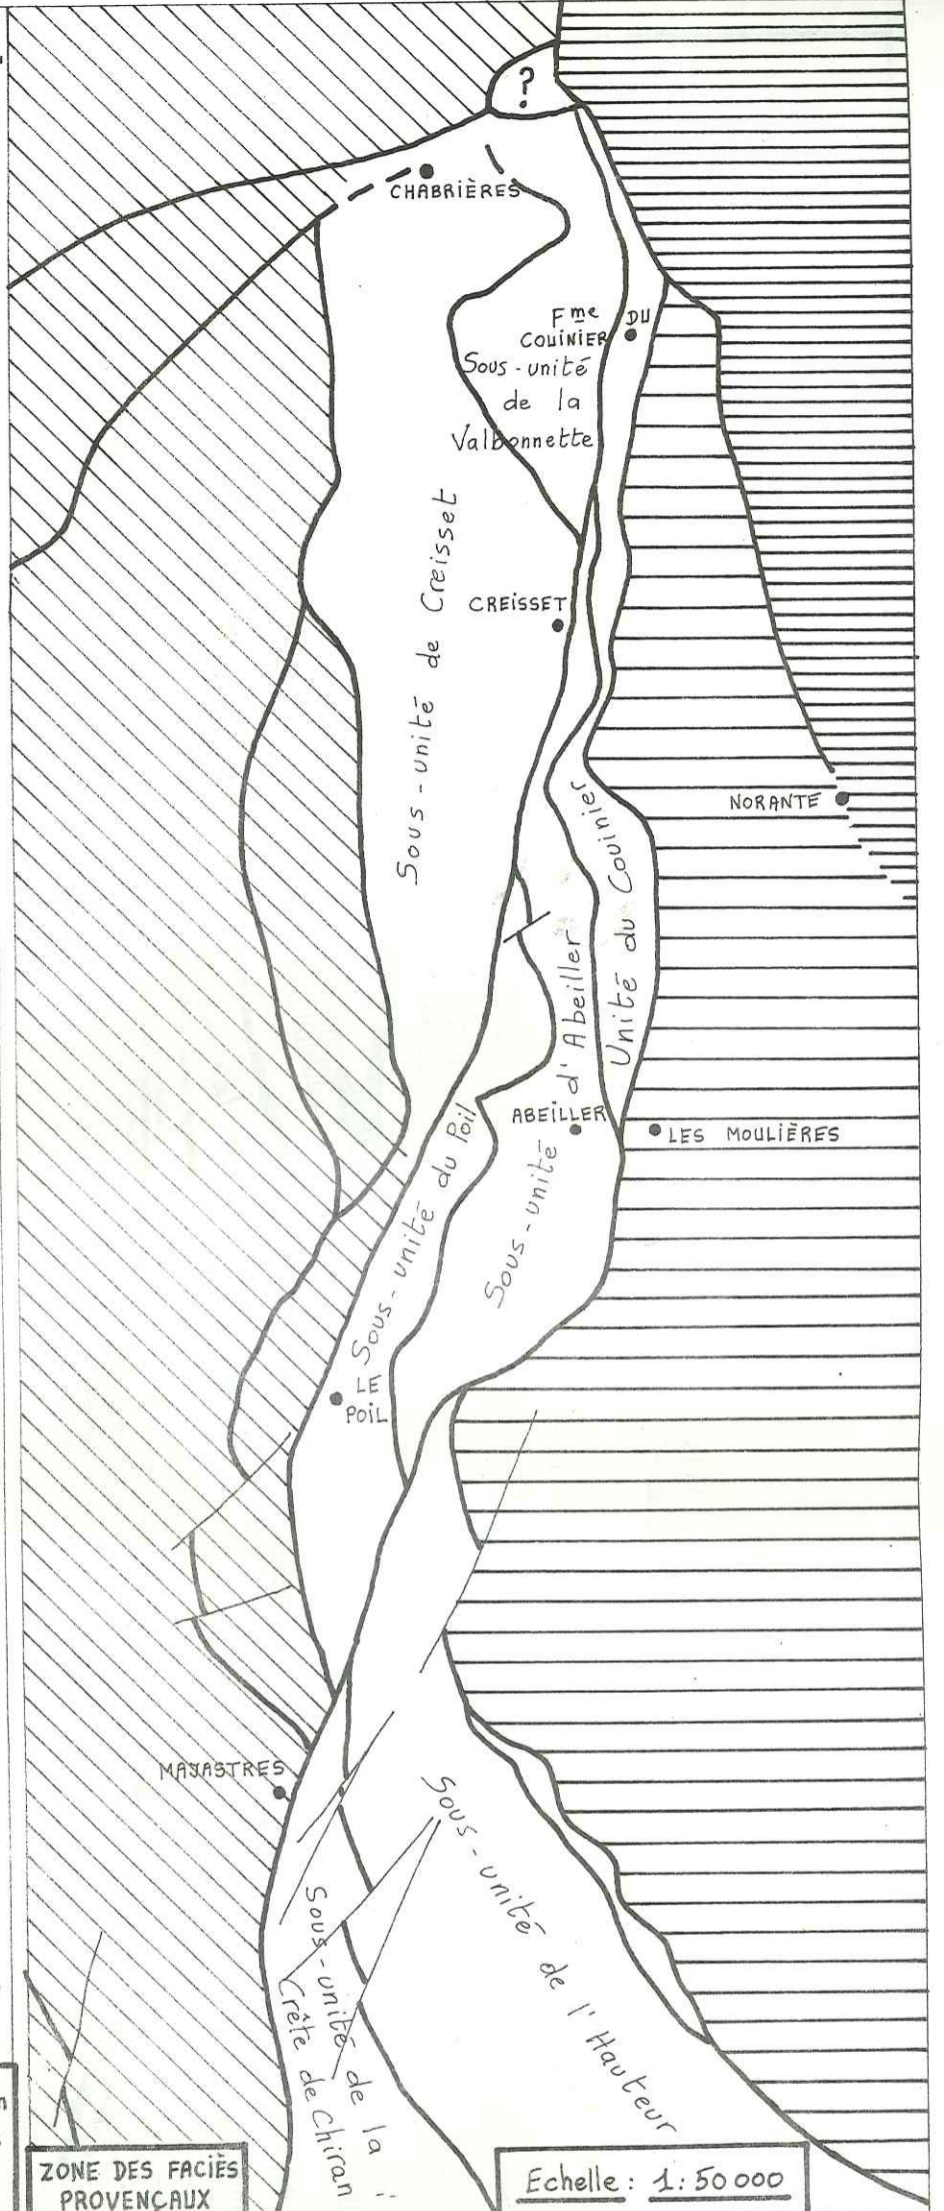 ?
CHABRIÈRES
Fme DU
COUINIER
Sous-unité
de la
Valbonnette
Sous-unité de Creisset
CREISSET
NORANTE
Unité du Couinier
Sous-unité d'Abeiller
ABEILLER
LES MOULIÈRES
Sous-unité du Poil
LE
POIL
MAJASTRES
Sous-unité de l'Hauteur
Sous-unité de la
Crête de Chiran
ZONE DES FACIÈS
PROVENÇAUX
Echelle : 1:50 000